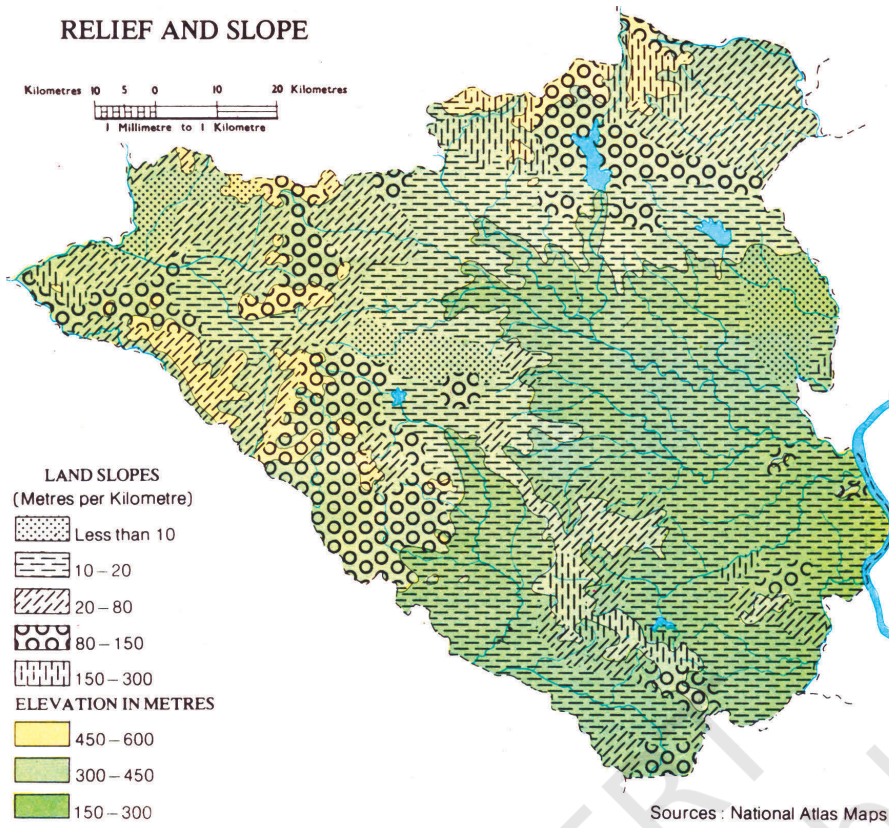 RELIEF AND SLOPE
Kilometres 10 5 0 10 20 Kilometres
1 Millimetre to 1 Kilometre
LAND SLOPES
(Metres per Kilometre)
Less than 10
10–20
20–80
80–150
150–300
ELEVATION IN METRES
450–600
300–450
150–300
Sources : National Atlas Maps